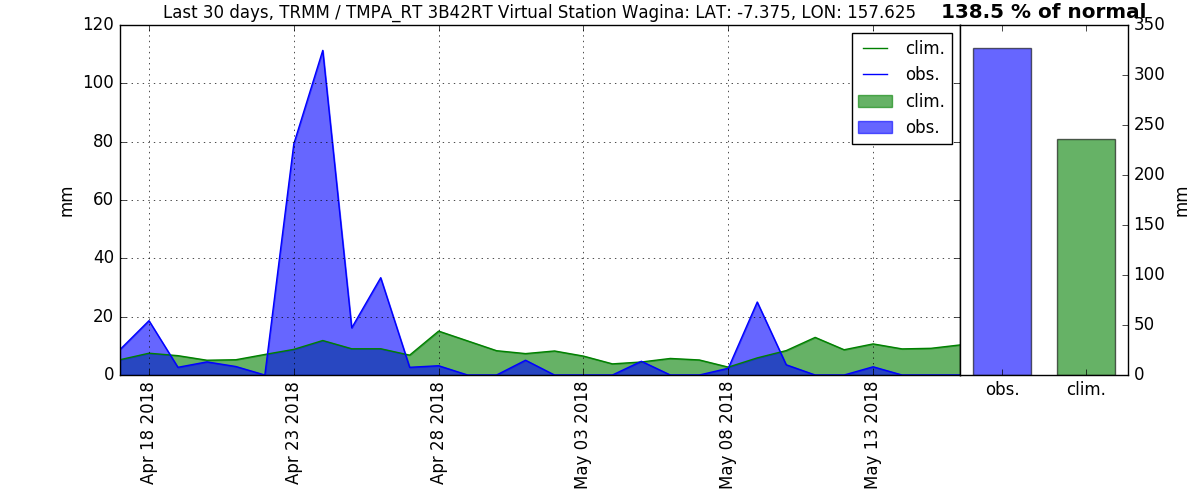 Last 30 days, TRMM / TMPA_RT 3B42RT Virtual Station Wagina: LAT: -7.375, LON: 157.625
138.5 % of normal
120
100
80
60
40
20
0
mm
clim.
obs.
clim.
obs.
350
300
250
200
150
100
50
0
mm
obs.
clim.
Apr 18 2018
Apr 23 2018
Apr 28 2018
May 03 2018
May 08 2018
May 13 2018